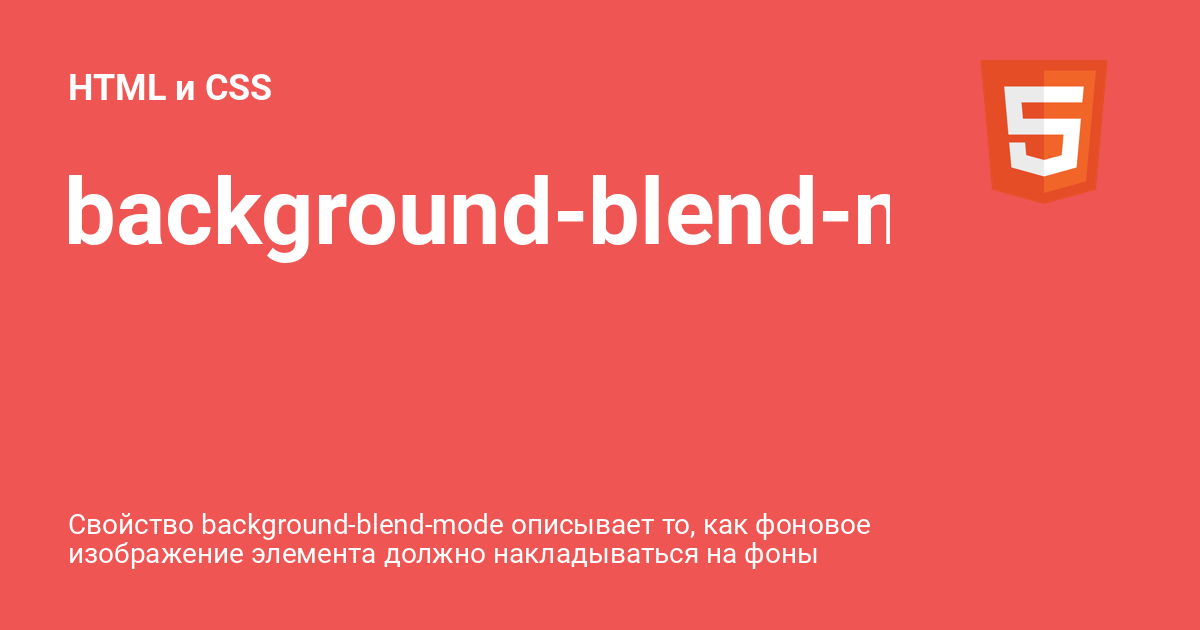 HTML и CSS
background-blend-
Свойство background-blend-mode описывает то, как фоновое
изображение элемента должно накладываться на фоны